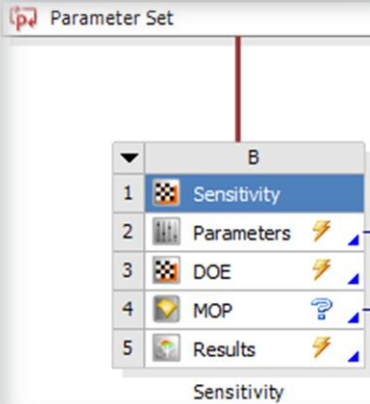 Parameter Set
B
1 Sensitivity
2 Parameters
3 DOE
4 MOP
5 Results
Sensitivity